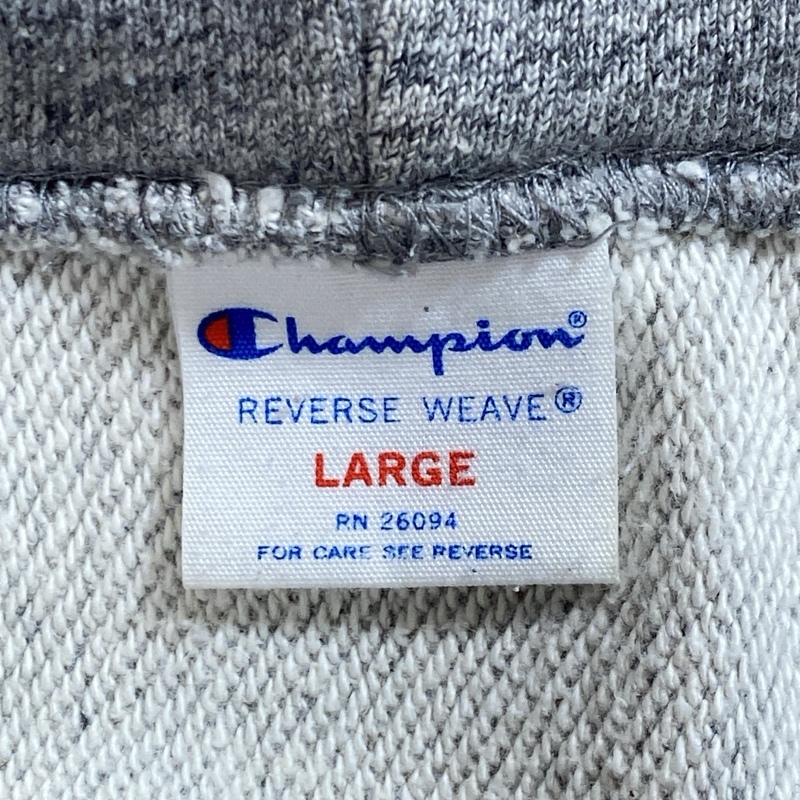 Champion®
REVERSE WEAVE®
LARGE
RN 26094
FOR CARE SEE REVERSE